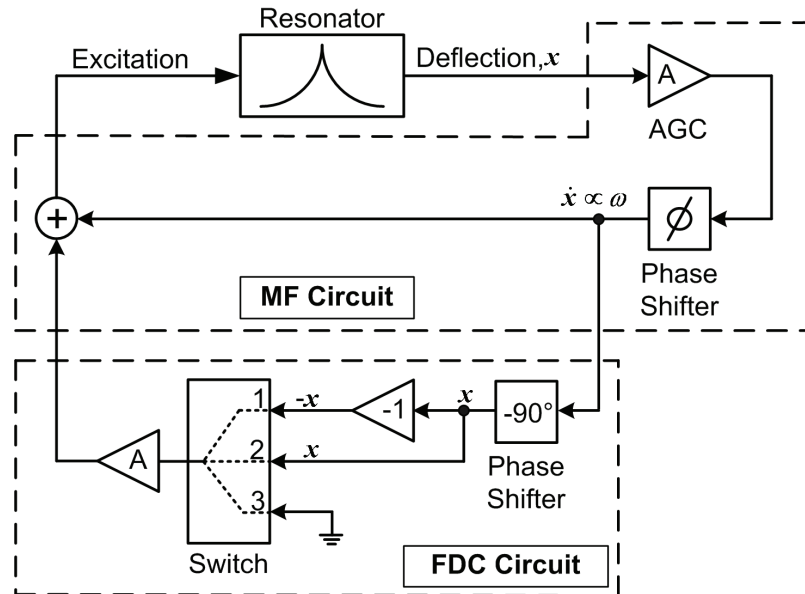 Resonator
Excitation
Deflection, x
A
AGC
ẋ ∝ ω
+
ϕ
Phase
Shifter
MF Circuit
1
-x
-1
x
-90°
2
x
A
3
Phase
Shifter
Switch
FDC Circuit